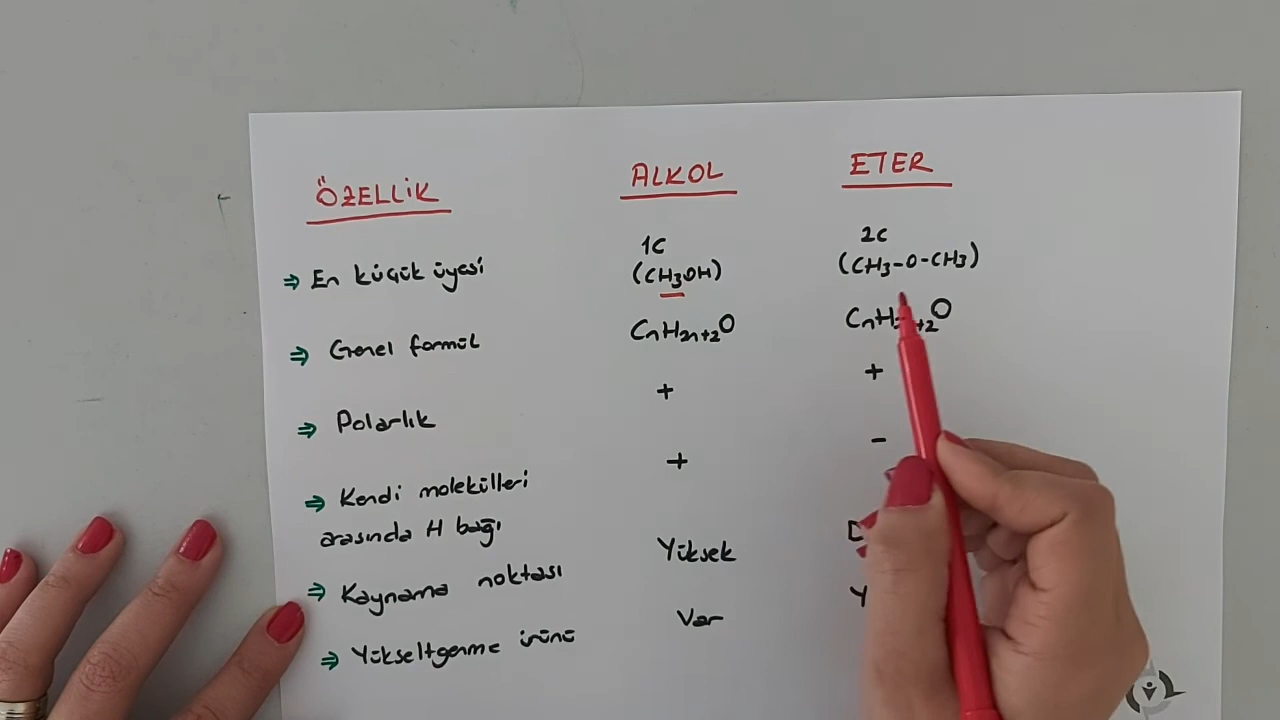 ÖZELLİK ALKOL ETER
1C 2C
⇒ En küçük üyesi (CH3OH) (CH3-O-CH3)
⇒ Genel formül CnH2n+2O
⇒ Polarlık + +
⇒ Kendi molekülleri + -
arasında H bağı
⇒ Kaynama noktası Yüksek
⇒ Yükseltgenme ürünü Var